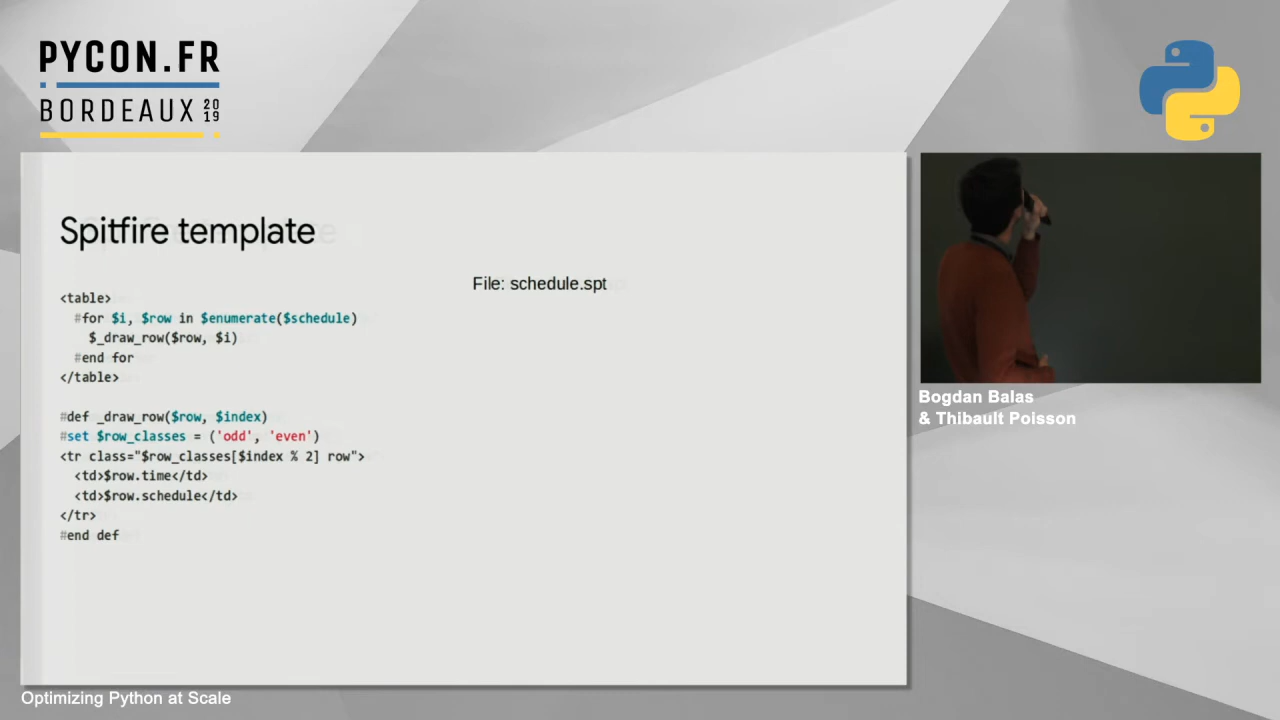 PYCON.FR
BORDEAUX 2019
Spitfire template
File: schedule.spt
<table>
  #for $i, $row in $enumerate($schedule)
    $_draw_row($row, $i)
  #end for
</table>
#def _draw_row($row, $index)
#set $row_classes = ('odd', 'even')
<tr class="$row_classes[$index % 2] row">
  <td>$row.time</td>
  <td>$row.schedule</td>
</tr>
#end def
Bogdan Balas
& Thibault Poisson
Optimizing Python at Scale